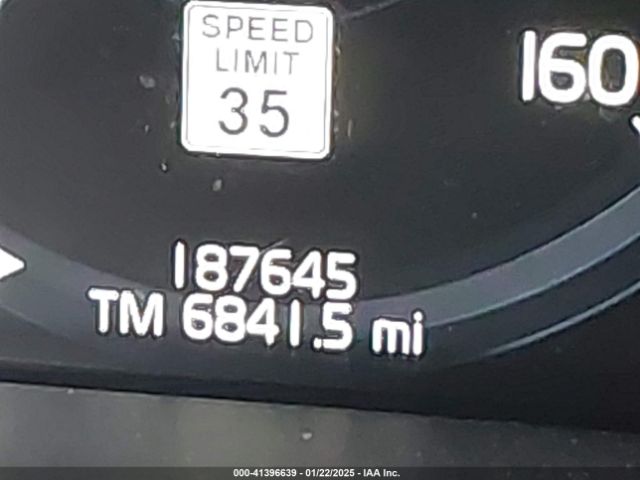 SPEED
LIMIT
35
160
187645
TM 6841.5 mi
000-41396639 - 01/22/2025 - IAA Inc.